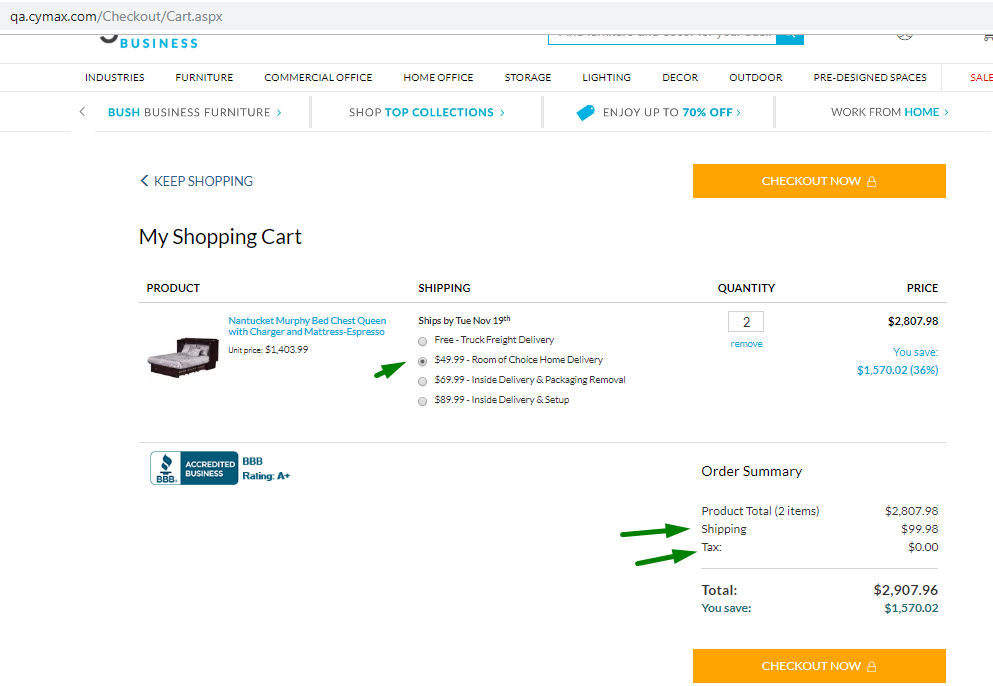 qa.cymax.com/Checkout/Cart.aspx
BUSINESS
INDUSTRIES FURNITURE COMMERCIAL OFFICE HOME OFFICE STORAGE LIGHTING DECOR OUTDOOR PRE-DESIGNED SPACES SALE
BUSH BUSINESS FURNITURE > SHOP TOP COLLECTIONS > ENJOY UP TO 70% OFF > WORK FROM HOME >
KEEP SHOPPING
CHECKOUT NOW
My Shopping Cart
PRODUCT SHIPPING QUANTITY PRICE
Nantucket Murphy Bed Chest Queen
with Charger and Mattress-Espresso
Unit price: $1,403.99
Ships by Tue Nov 19th
Free - Truck Freight Delivery
$49.99 - Room of Choice Home Delivery
$69.99 - Inside Delivery & Packaging Removal
$89.99 - Inside Delivery & Setup
2
remove
$2,807.98
You save:
$1,570.02 (36%)
BBB.
ACCREDITED
BUSINESS
BBB
Rating: A+
Order Summary
Product Total (2 items) $2,807.98
Shipping $99.98
Tax: $0.00
Total: $2,907.96
You save: $1,570.02
CHECKOUT NOW